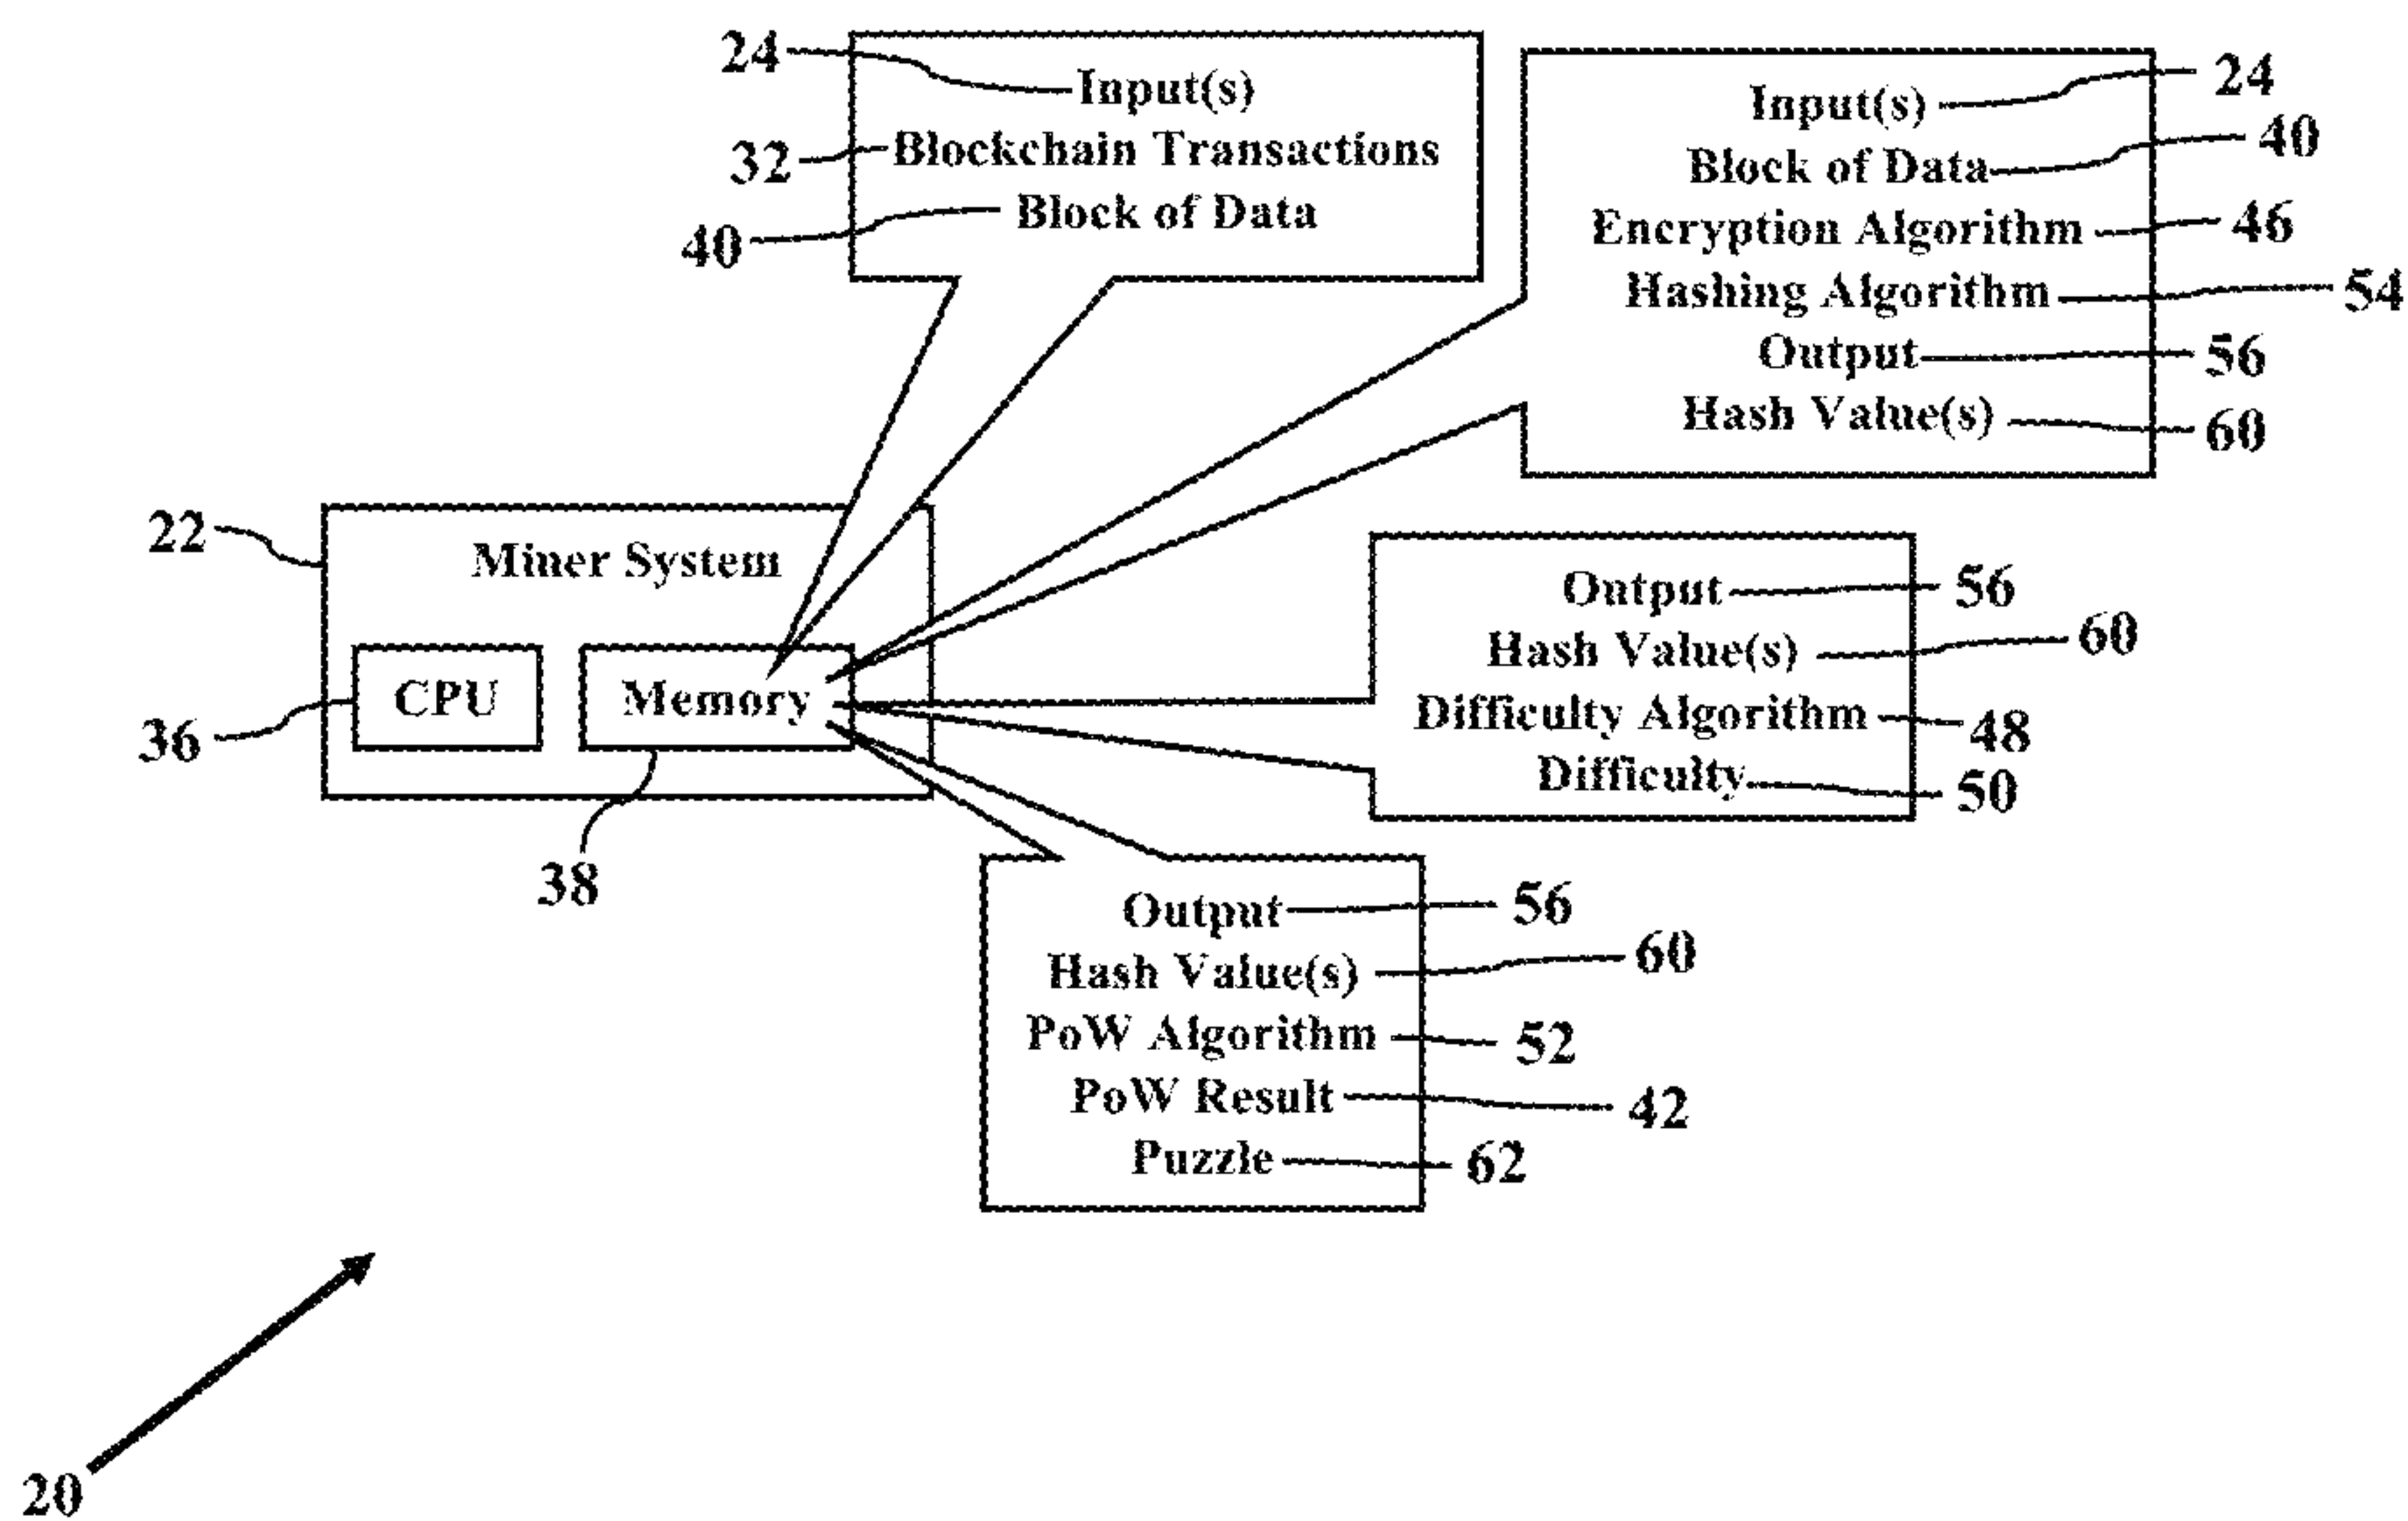 24
Input(s)
32
Blockchain Transactions
40
Block of Data
Input(s)
24
Block of Data
40
Encryption Algorithm
46
Hashing Algorithm
54
Output
56
Hash Value(s)
60
22
Miner System
36
CPU
Memory
38
Output
56
Hash Value(s)
60
Difficulty Algorithm
48
Difficulty
50
Output
56
Hash Value(s)
60
PoW Algorithm
52
PoW Result
42
Puzzle
62
20